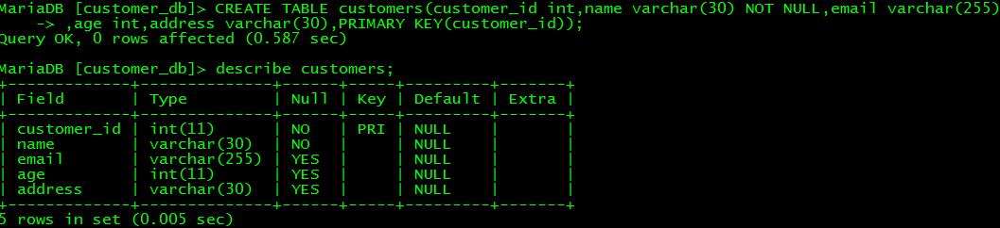 MariaDB [customer_db]> CREATE TABLE customers(customer_id int,name varchar(30) NOT NULL,email varchar(255)
    -> ,age int,address varchar(30),PRIMARY KEY(customer_id));
Query OK, 0 rows affected (0.587 sec)
MariaDB [customer_db]> describe customers;
+-------------+--------------+------+-----+---------+-------+
| Field       | Type         | Null | Key | Default | Extra |
+-------------+--------------+------+-----+---------+-------+
| customer_id | int(11)      | NO   | PRI | NULL    |       |
| name        | varchar(30)  | NO   |     | NULL    |       |
| email       | varchar(255) | YES  |     | NULL    |       |
| age         | int(11)      | YES  |     | NULL    |       |
| address     | varchar(30)  | YES  |     | NULL    |       |
+-------------+--------------+------+-----+---------+-------+
5 rows in set (0.005 sec)